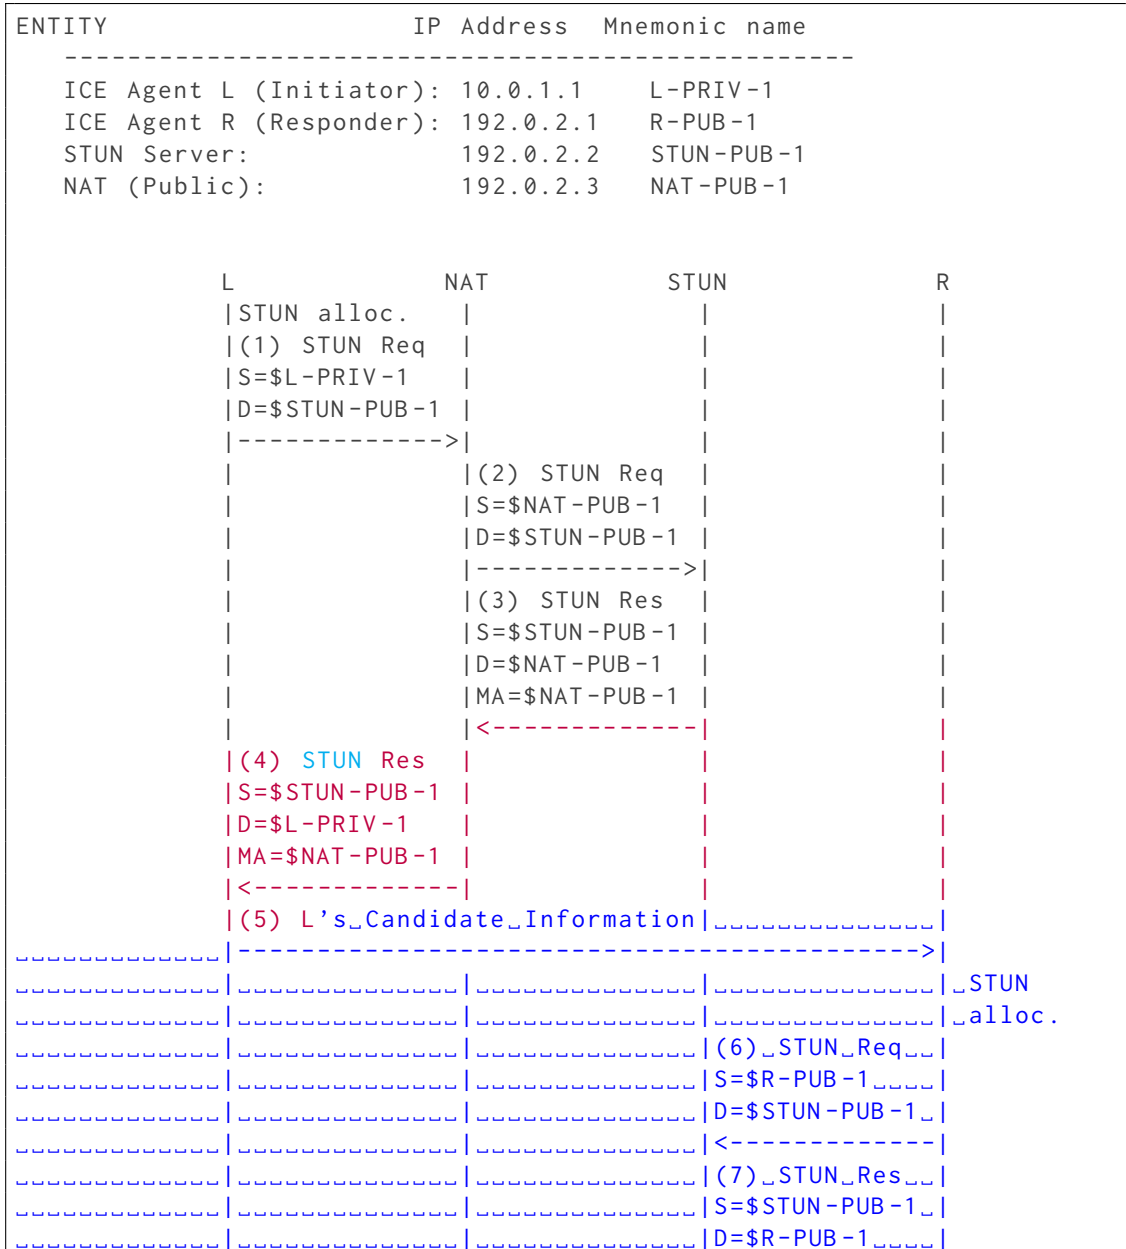 ENTITY                   IP Address  Mnemonic name
   --------------------------------------------------
   ICE Agent L (Initiator): 10.0.1.1    L-PRIV-1
   ICE Agent R (Responder): 192.0.2.1   R-PUB-1
   STUN Server:             192.0.2.2   STUN-PUB-1
   NAT (Public):            192.0.2.3   NAT-PUB-1

             L             NAT           STUN             R
             |STUN alloc.   |              |              |
             |(1) STUN Req  |              |              |
             |S=$L-PRIV-1   |              |              |
             |D=$STUN-PUB-1 |              |              |
             |------------->|              |              |
             |              |(2) STUN Req  |              |
             |              |S=$NAT-PUB-1  |              |
             |              |D=$STUN-PUB-1 |              |
             |              |------------->|              |
             |              |(3) STUN Res  |              |
             |              |S=$STUN-PUB-1 |              |
             |              |D=$NAT-PUB-1  |              |
             |              |MA=$NAT-PUB-1 |              |
             |              |<-------------|              |
             |(4) STUN Res  |              |              |
             |S=$STUN-PUB-1 |              |              |
             |D=$L-PRIV-1   |              |              |
             |MA=$NAT-PUB-1 |              |              |
             |<-------------|              |              |
             |(5) L’s␣Candidate␣Information|␣␣␣␣␣␣␣␣␣␣␣␣␣␣|
␣␣␣␣␣␣␣␣␣␣␣␣␣|------------------------------------------->|
␣␣␣␣␣␣␣␣␣␣␣␣␣|␣␣␣␣␣␣␣␣␣␣␣␣␣␣|␣␣␣␣␣␣␣␣␣␣␣␣␣␣|␣␣␣␣␣␣␣␣␣␣␣␣␣␣|␣STUN
␣␣␣␣␣␣␣␣␣␣␣␣␣|␣␣␣␣␣␣␣␣␣␣␣␣␣␣|␣␣␣␣␣␣␣␣␣␣␣␣␣␣|␣␣␣␣␣␣␣␣␣␣␣␣␣␣|␣alloc.
␣␣␣␣␣␣␣␣␣␣␣␣␣|␣␣␣␣␣␣␣␣␣␣␣␣␣␣|␣␣␣␣␣␣␣␣␣␣␣␣␣␣|(6)␣STUN␣Req␣␣|
␣␣␣␣␣␣␣␣␣␣␣␣␣|␣␣␣␣␣␣␣␣␣␣␣␣␣␣|␣␣␣␣␣␣␣␣␣␣␣␣␣␣|S=$R-PUB-1␣␣␣␣|
␣␣␣␣␣␣␣␣␣␣␣␣␣|␣␣␣␣␣␣␣␣␣␣␣␣␣␣|␣␣␣␣␣␣␣␣␣␣␣␣␣␣|D=$STUN-PUB-1␣|
␣␣␣␣␣␣␣␣␣␣␣␣␣|␣␣␣␣␣␣␣␣␣␣␣␣␣␣|␣␣␣␣␣␣␣␣␣␣␣␣␣␣|<-------------|
␣␣␣␣␣␣␣␣␣␣␣␣␣|␣␣␣␣␣␣␣␣␣␣␣␣␣␣|␣␣␣␣␣␣␣␣␣␣␣␣␣␣|(7)␣STUN␣Res␣␣|
␣␣␣␣␣␣␣␣␣␣␣␣␣|␣␣␣␣␣␣␣␣␣␣␣␣␣␣|␣␣␣␣␣␣␣␣␣␣␣␣␣␣|S=$STUN-PUB-1␣|
␣␣␣␣␣␣␣␣␣␣␣␣␣|␣␣␣␣␣␣␣␣␣␣␣␣␣␣|␣␣␣␣␣␣␣␣␣␣␣␣␣␣|D=$R-PUB-1␣␣␣␣|